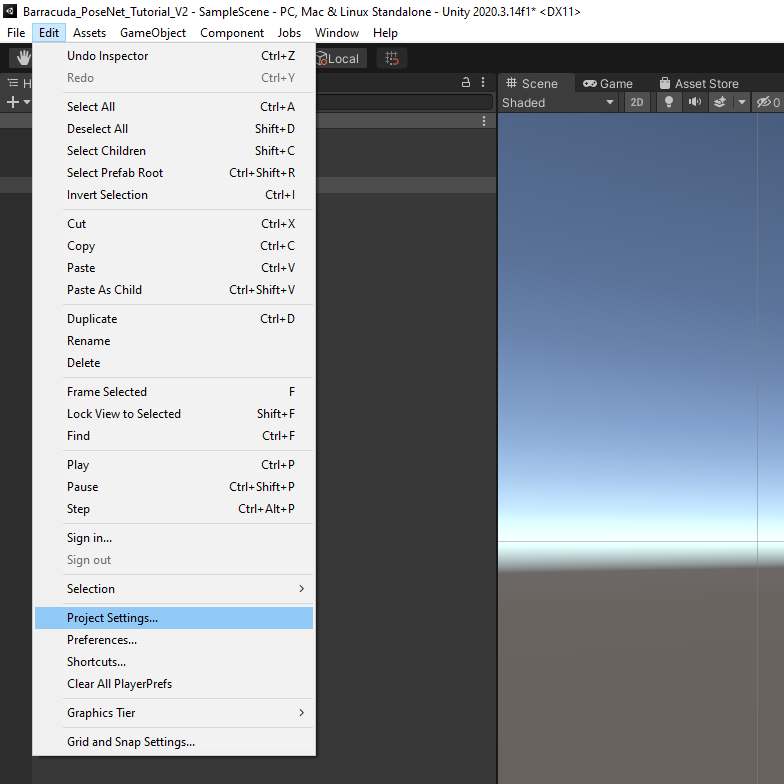 Barracuda_PoseNet_Tutorial_V2 - SampleScene - PC, Mac & Linux Standalone - Unity 2020.3.14f1* <DX11>
File Edit Assets GameObject Component Jobs Window Help
Local
H
Scene Game Asset Store
Shaded 2D 0
Undo Inspector Ctrl+Z
Redo Ctrl+Y
Select All Ctrl+A
Deselect All Shift+D
Select Children Shift+C
Select Prefab Root Ctrl+Shift+R
Invert Selection Ctrl+I
Cut Ctrl+X
Copy Ctrl+C
Paste Ctrl+V
Paste As Child Ctrl+Shift+V
Duplicate Ctrl+D
Rename
Delete
Frame Selected F
Lock View to Selected Shift+F
Find Ctrl+F
Play Ctrl+P
Pause Ctrl+Shift+P
Step Ctrl+Alt+P
Sign in...
Sign out
Selection
Project Settings...
Preferences...
Shortcuts...
Clear All PlayerPrefs
Graphics Tier
Grid and Snap Settings...